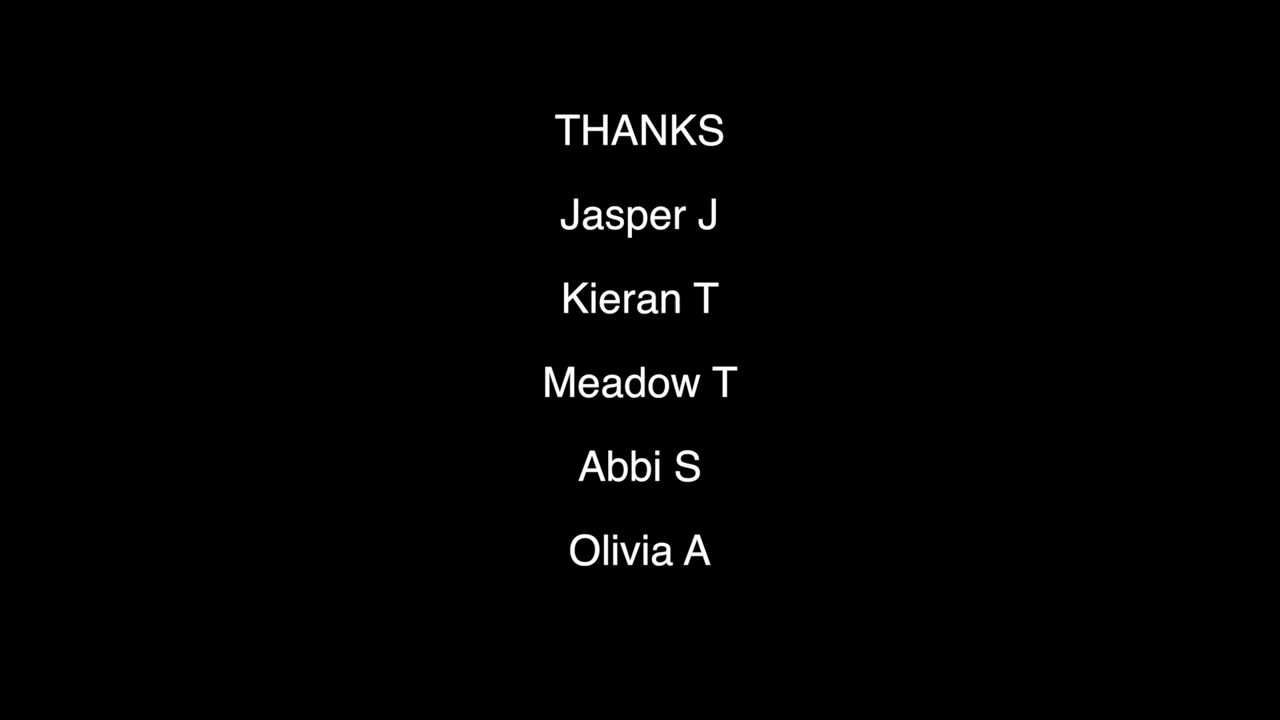 THANKS
Jasper J
Kieran T
Meadow T
Abbi S
Olivia A